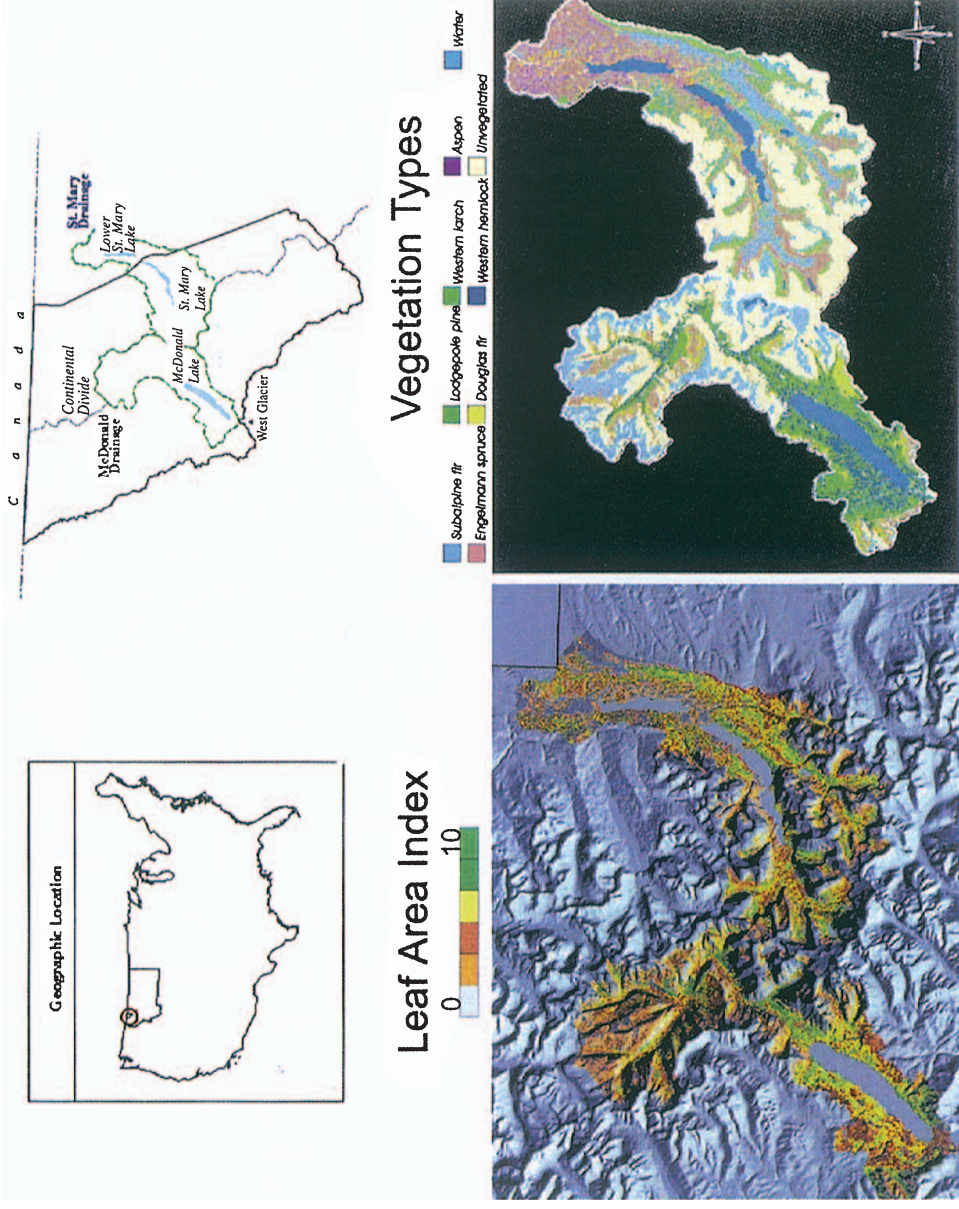 Geographic Location
C a n a d a
Continental
Divide
McDonald
Drainage
St. Mary
Drainage
Lower
St. Mary
Lake
St. Mary
Lake
McDonald
Lake
West Glacier
Leaf Area Index
0 10
Vegetation Types
Subalpine fir Lodgepole pine Western larch Aspen Water
Engelmann spruce Douglas fir Western hemlock Unvegetated